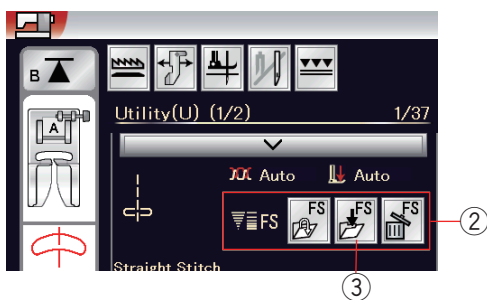 B
A
Utility(U) (1/2) 1/37
Auto Auto
FS FS FS FS
Straight Stitch
②
③